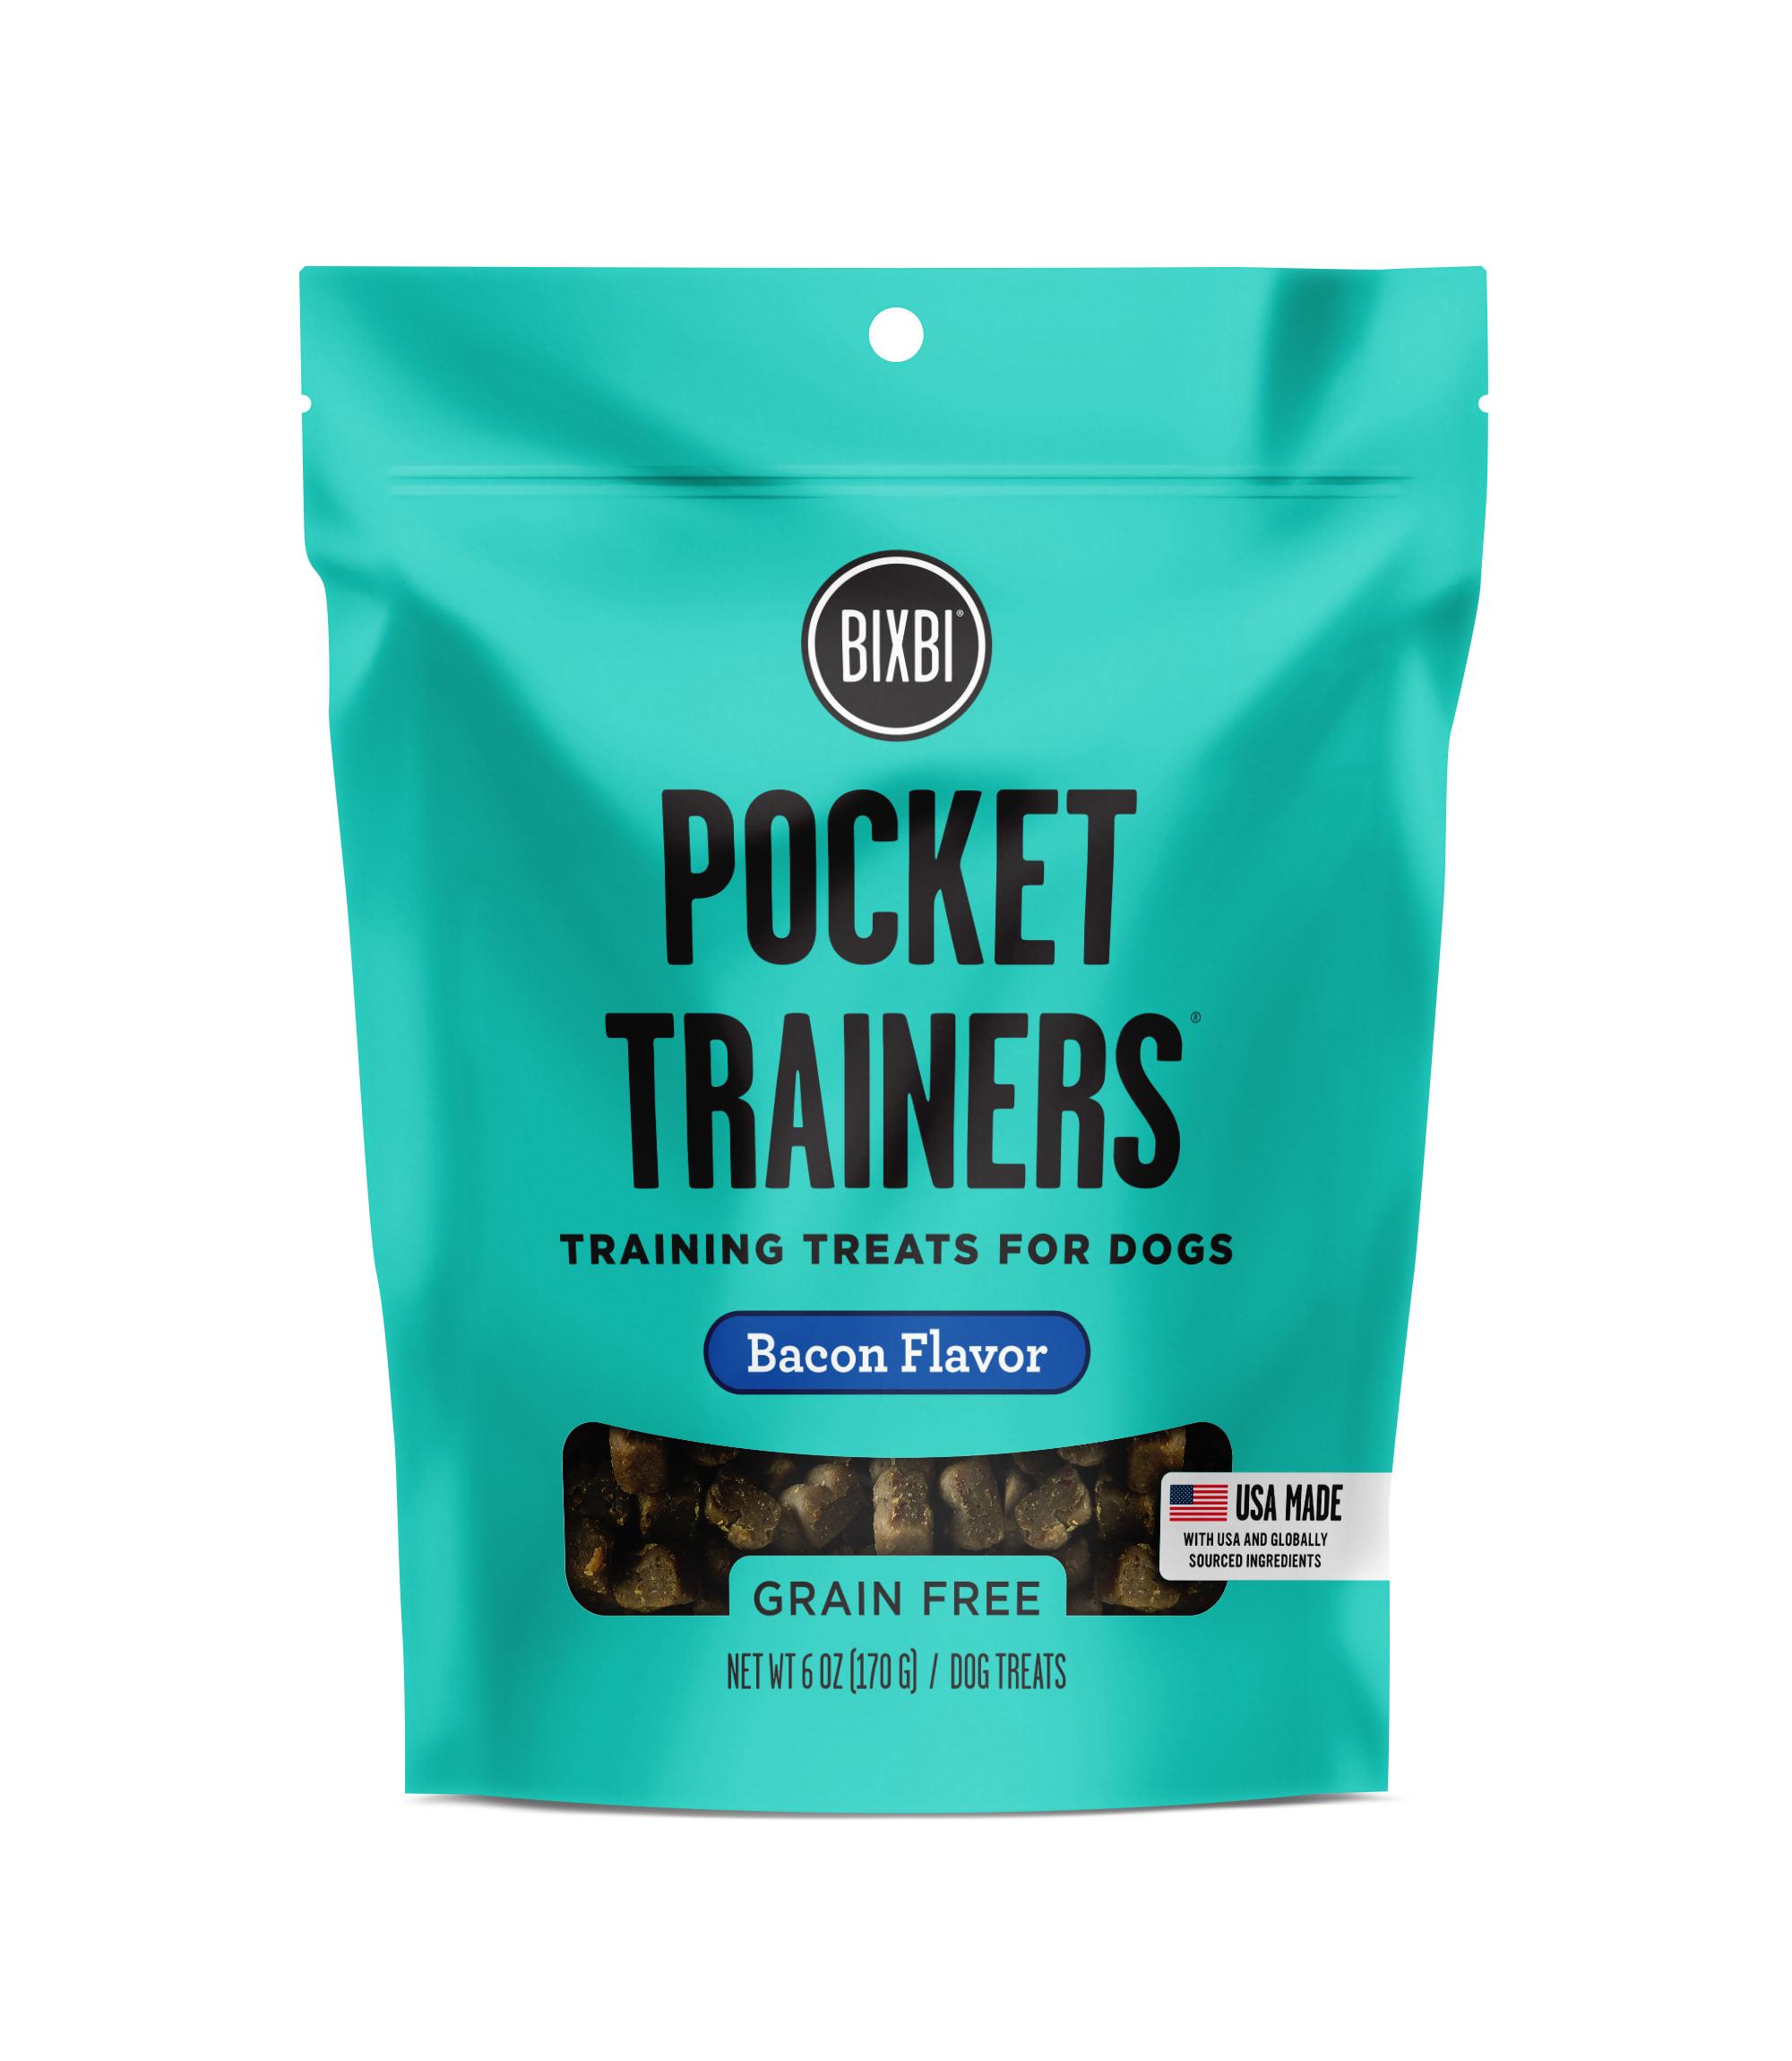 BIXBI®
POCKET
TRAINERS®
TRAINING TREATS FOR DOGS
Bacon Flavor
USA MADE
WITH USA AND GLOBALLY
SOURCED INGREDIENTS
GRAIN FREE
NET WT 6 OZ (170 G) / DOG TREATS